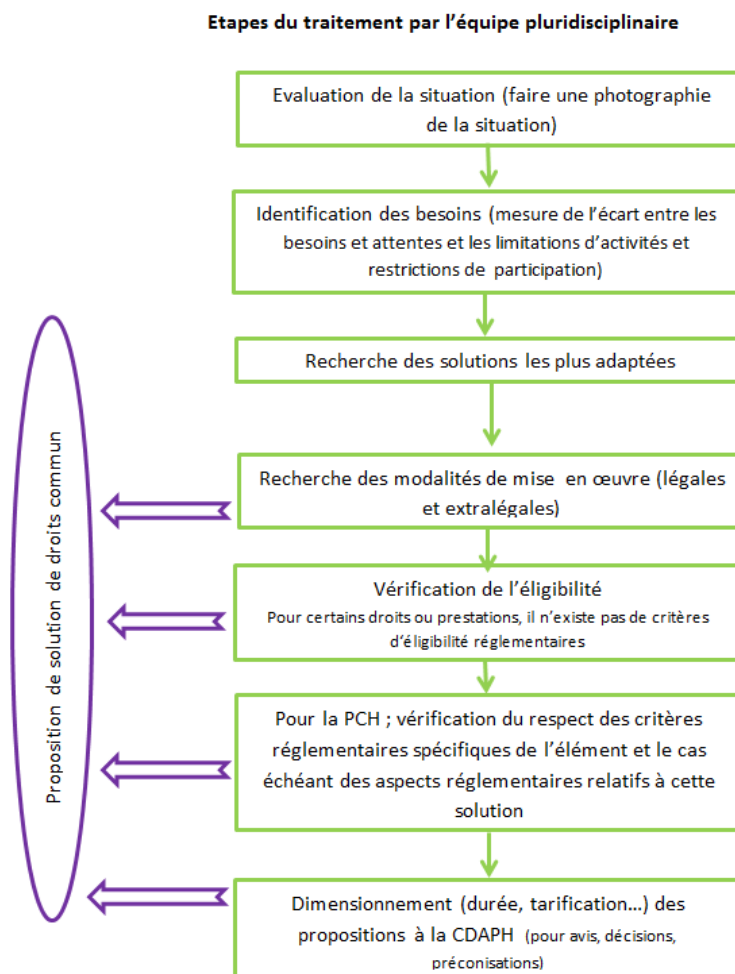 Etapes du traitement par l’équipe pluridisciplinaire
Evaluation de la situation (faire une photographie
de la situation)
Identification des besoins (mesure de l’écart entre les
besoins et attentes et les limitations d’activités et
restrictions de participation)
Recherche des solutions les plus adaptées
Recherche des modalités de mise en œuvre (légales
et extralégales)
Vérification de l’éligibilité
Pour certains droits ou prestations, il n’existe pas de critères
d’éligibilité réglementaires
Pour la PCH ; vérification du respect des critères
réglementaires spécifiques de l’élément et le cas
échéant des aspects réglementaires relatifs à cette
solution
Dimensionnement (durée, tarification…) des
propositions à la CDAPH (pour avis, décisions,
préconisations)
Proposition de solution de droits commun